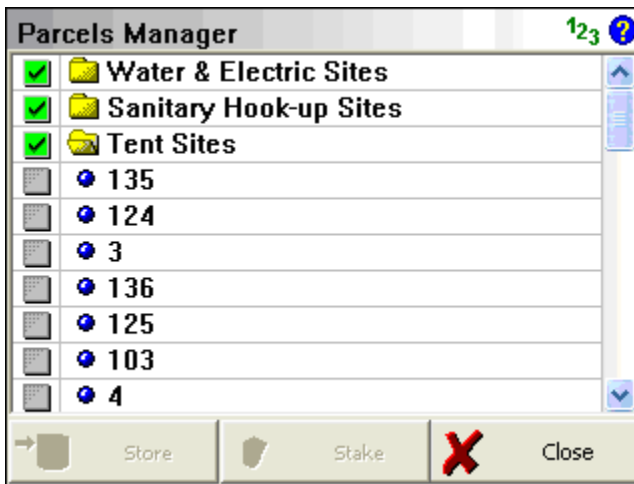 Parcels Manager 123 ?
Water & Electric Sites
Sanitary Hook-up Sites
Tent Sites
135
124
3
136
125
103
4
Store Stake Close